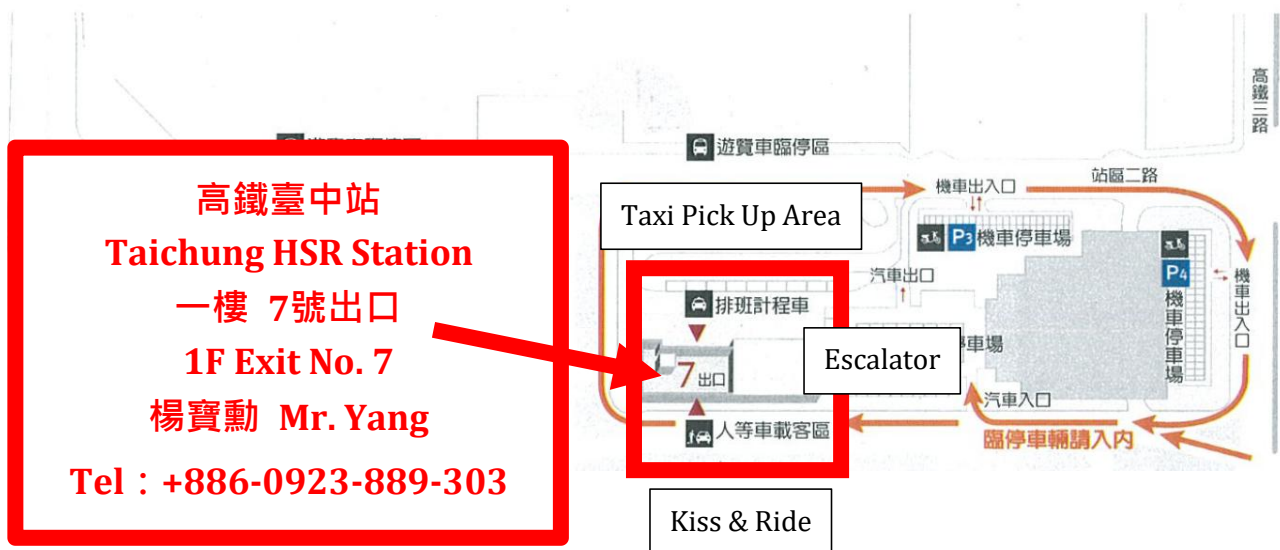 高鐵臺中站
Taichung HSR Station
一樓 7號出口
1F Exit No. 7
楊寶勳 Mr. Yang
Tel：+886-0923-889-303
遊覽車臨停區
Taxi Pick Up Area
排班計程車
7出口
人等車載客區
Kiss & Ride
Escalator
機車出入口
站區二路
高鐵三路
P3 機車停車場
汽車出口
車場
P4
機車停車場
機車出入口
汽車入口
臨停車輛請入內